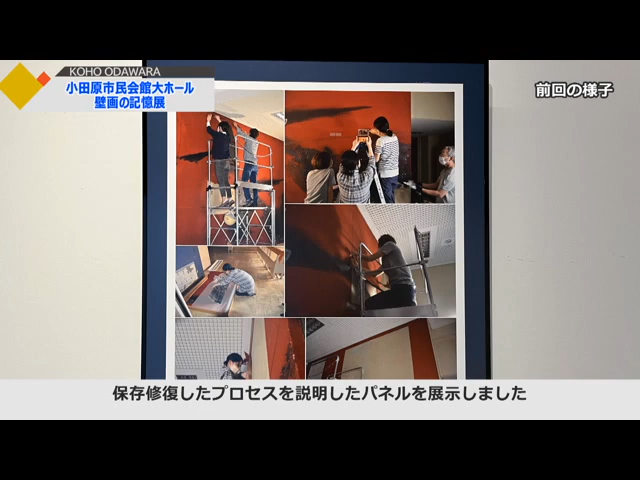 KOHO ODAWARA
小田原市民会館大ホール
壁画の記憶展
前回の様子
保存修復したプロセスを説明したパネルを展示しました